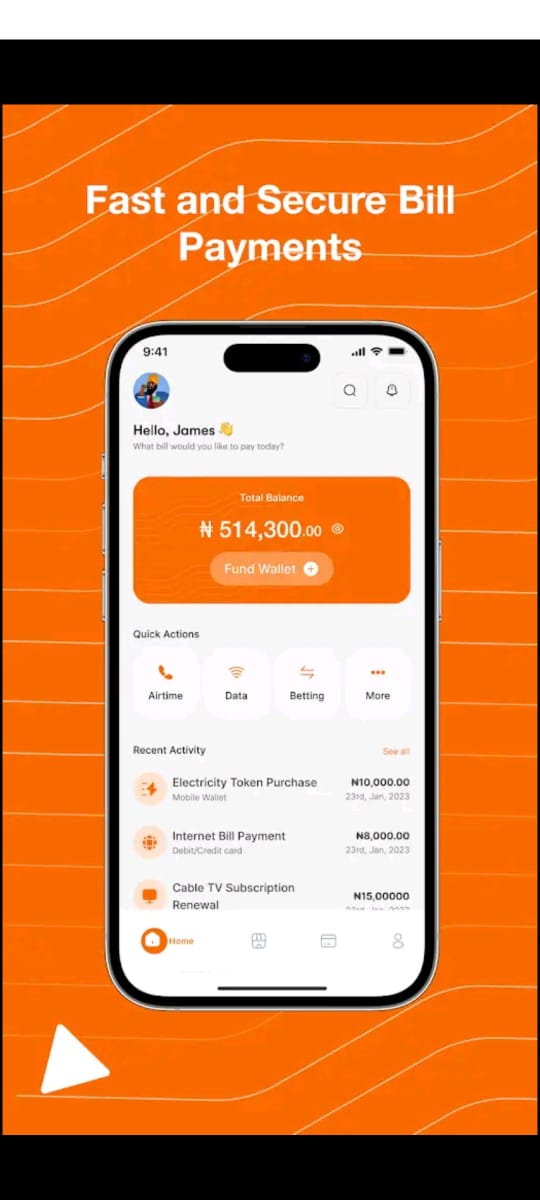 Fast and Secure Bill
Payments
9:41
Hello, James 👋
What bill would you like to pay today?
Total Balance
₦ 514,300.00
Fund Wallet
Quick Actions
Airtime
Data
Betting
More
Recent Activity
See all
Electricity Token Purchase
₦10,000.00
Mobile Wallet
23rd, Jan, 2023
Internet Bill Payment
₦8,000.00
Debit/Credit card
23rd, Jan, 2023
Cable TV Subscription
Renewal
₦15,00000
Home